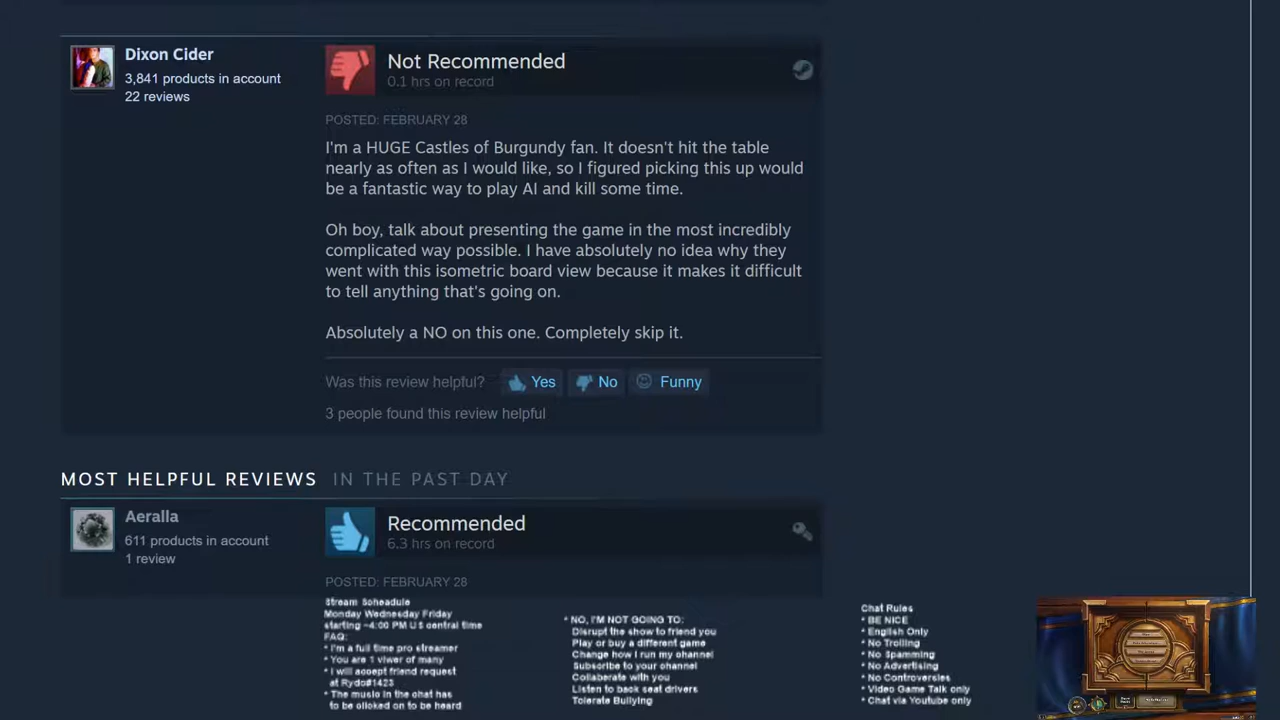 Dixon Cider
3,841 products in account
22 reviews
Not Recommended
0.1 hrs on record
POSTED: FEBRUARY 28
I'm a HUGE Castles of Burgundy fan. It doesn't hit the table
nearly as often as I would like, so I figured picking this up would
be a fantastic way to play AI and kill some time.
Oh boy, talk about presenting the game in the most incredibly
complicated way possible. I have absolutely no idea why they
went with this isometric board view because it makes it difficult
to tell anything that's going on.
Absolutely a NO on this one. Completely skip it.
Was this review helpful? Yes No Funny
3 people found this review helpful
MOST HELPFUL REVIEWS IN THE PAST DAY
Aeralla
611 products in account
1 review
Recommended
6.3 hrs on record
POSTED: FEBRUARY 28
Stream Scheadule
Monday Wednesday Friday
starting ~4:00 PM US central time
FAQ:
* I'm a full time pro streamer
* You are 1 viwer of many
* I will accept friend request
at Rydo#1423
* The music in the chat has
to be clicked on to be heard
* NO, I'M NOT GOING TO:
Disrupt the show to friend you
Play or buy a different game
Change how I run my channel
Subscribe to your channel
Collaborate with you
Listen to back seat drivers
Tolerate Bullying
Chat Rules
* BE NICE
* English Only
* No Trolling
* No Spamming
* No Advertising
* No Controversies
* Video Game Talk only
* Chat via Youtube only